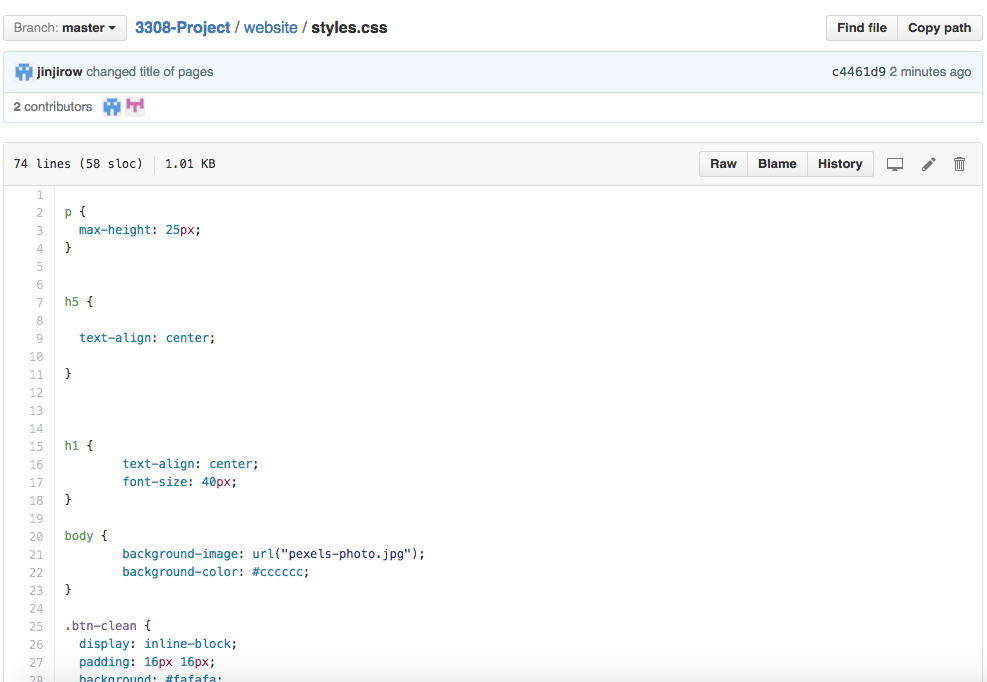 Branch: master
3308-Project / website / styles.css
Find file
Copy path
jinjirow changed title of pages
c4461d9 2 minutes ago
2 contributors
74 lines (58 sloc)
1.01 KB
Raw
Blame
History
1
2 p {
3   max-height: 25px;
4 }
5
6
7 h5 {
8
9   text-align: center;
10
11 }
12
13
14
15 h1 {
16         text-align: center;
17         font-size: 40px;
18 }
19
20 body {
21         background-image: url("pexels-photo.jpg");
22         background-color: #cccccc;
23 }
24
25 .btn-clean {
26   display: inline-block;
27   padding: 16px 16px;
28   background: #fafafa;